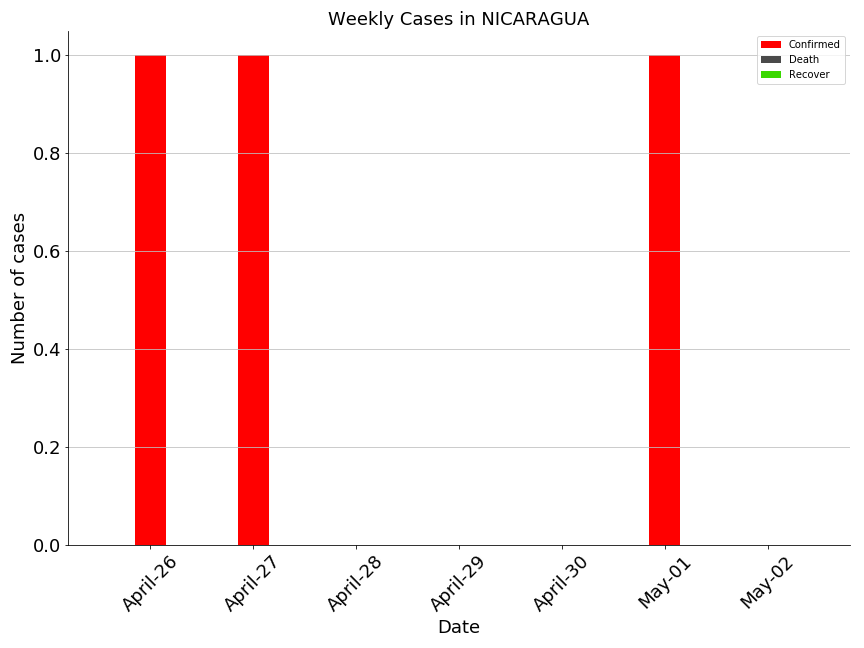 Weekly Cases in NICARAGUA
Confirmed
Death
Recover
Number of cases
1.0
0.8
0.6
0.4
0.2
0.0
April-26
April-27
April-28
April-29
April-30
May-01
May-02
Date